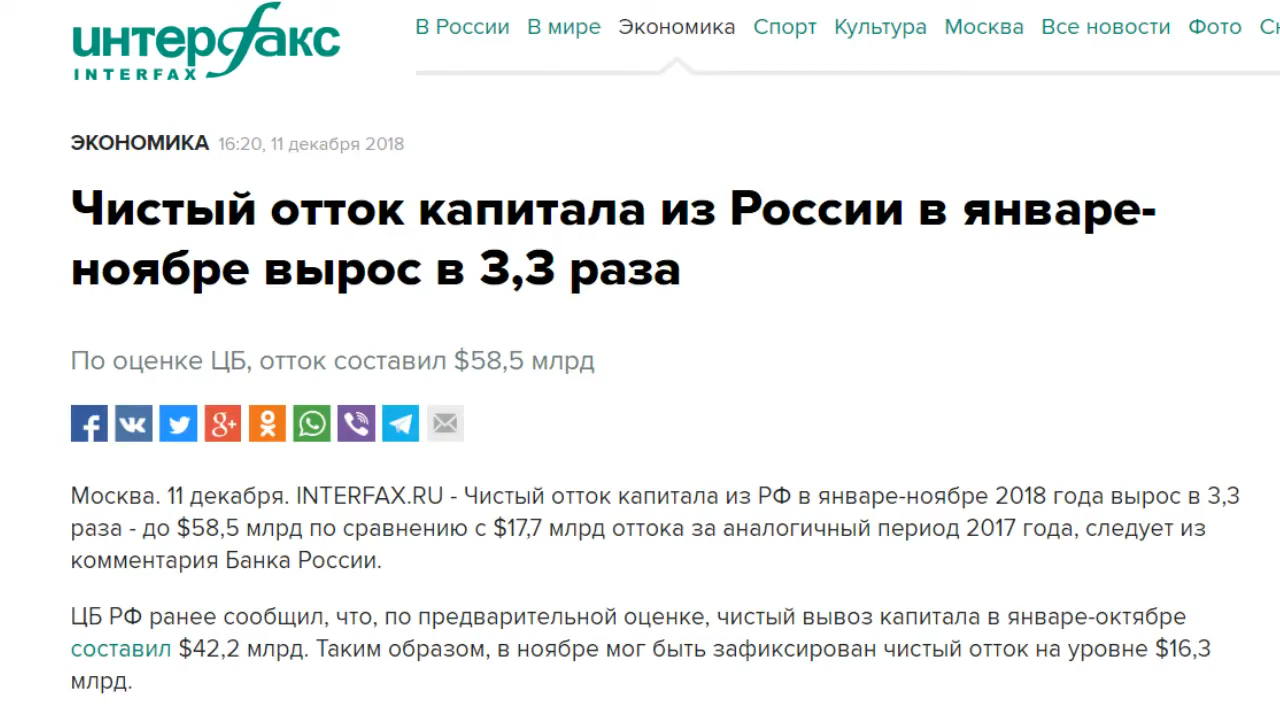 интерфакс
INTERFAX
В России В мире Экономика Спорт Культура Москва Все новости Фото
ЭКОНОМИКА 16:20, 11 декабря 2018
Чистый отток капитала из России в январе-
ноябре вырос в 3,3 раза
По оценке ЦБ, отток составил $58,5 млрд
Москва. 11 декабря. INTERFAX.RU - Чистый отток капитала из РФ в январе-ноябре 2018 года вырос в 3,3
раза - до $58,5 млрд по сравнению с $17,7 млрд оттока за аналогичный период 2017 года, следует из
комментария Банка России.
ЦБ РФ ранее сообщил, что, по предварительной оценке, чистый вывоз капитала в январе-октябре
составил $42,2 млрд. Таким образом, в ноябре мог быть зафиксирован чистый отток на уровне $16,3
млрд.